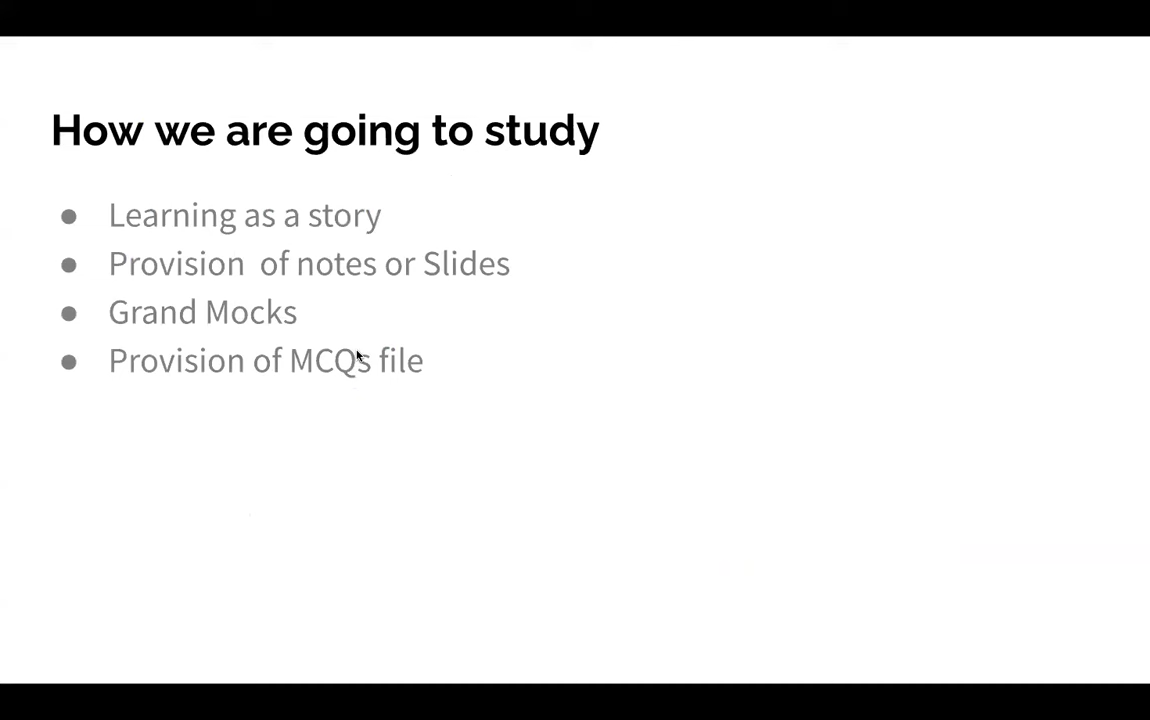 How we are going to study
● Learning as a story
● Provision  of notes or Slides
● Grand Mocks
● Provision of MCQs file